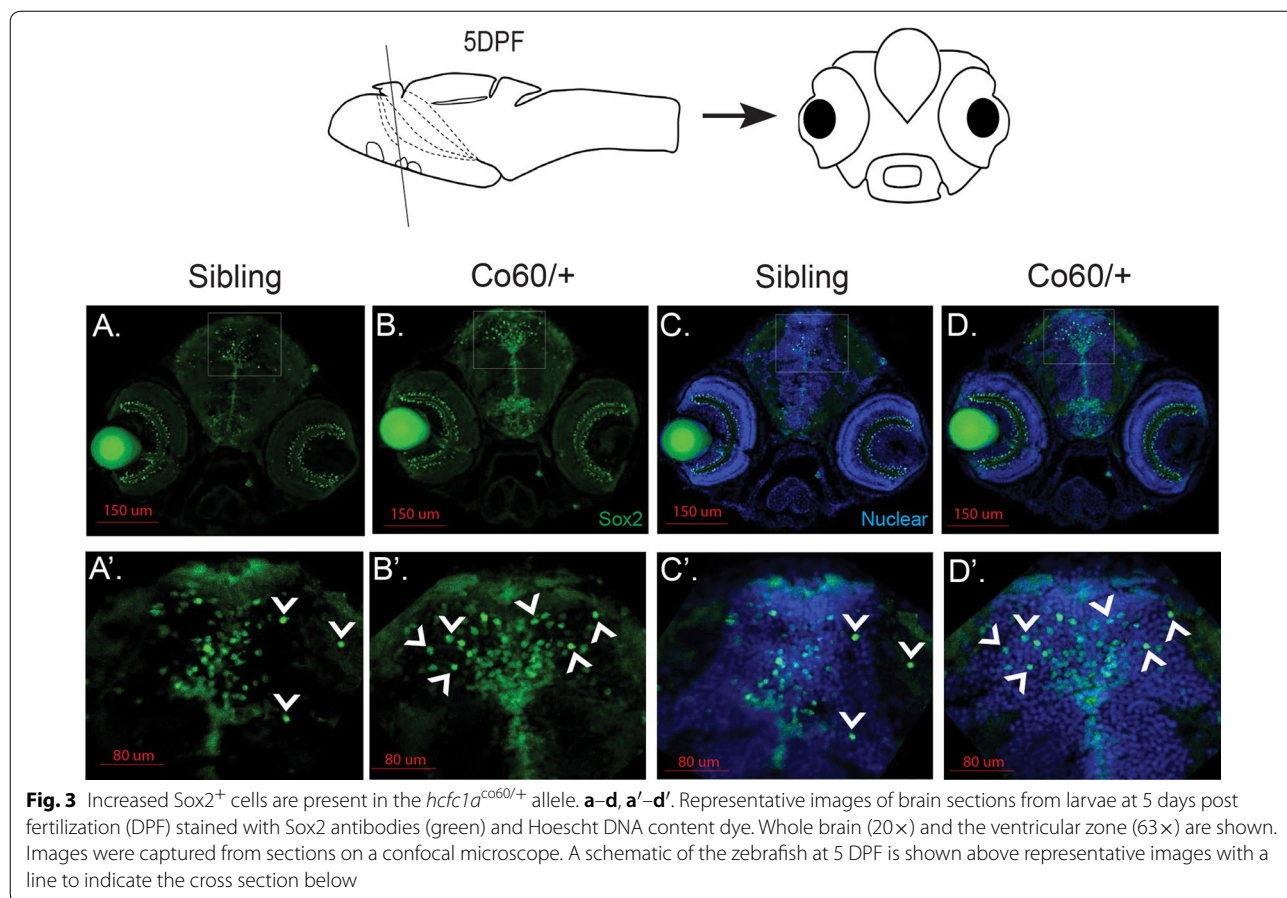 5DPF
Sibling Co60/+ Sibling Co60/+
A. B. C. D.
150 um 150 um Sox2 150 um Nuclear 150 um
A'. B'. C'. D'.
80 um 80 um 80 um 80 um
Fig. 3 Increased Sox2+ cells are present in the hcfc1a^co60/+ allele. a–d, a′–d′. Representative images of brain sections from larvae at 5 days post
fertilization (DPF) stained with Sox2 antibodies (green) and Hoescht DNA content dye. Whole brain (20×) and the ventricular zone (63×) are shown.
Images were captured from sections on a confocal microscope. A schematic of the zebrafish at 5 DPF is shown above representative images with a
line to indicate the cross section below